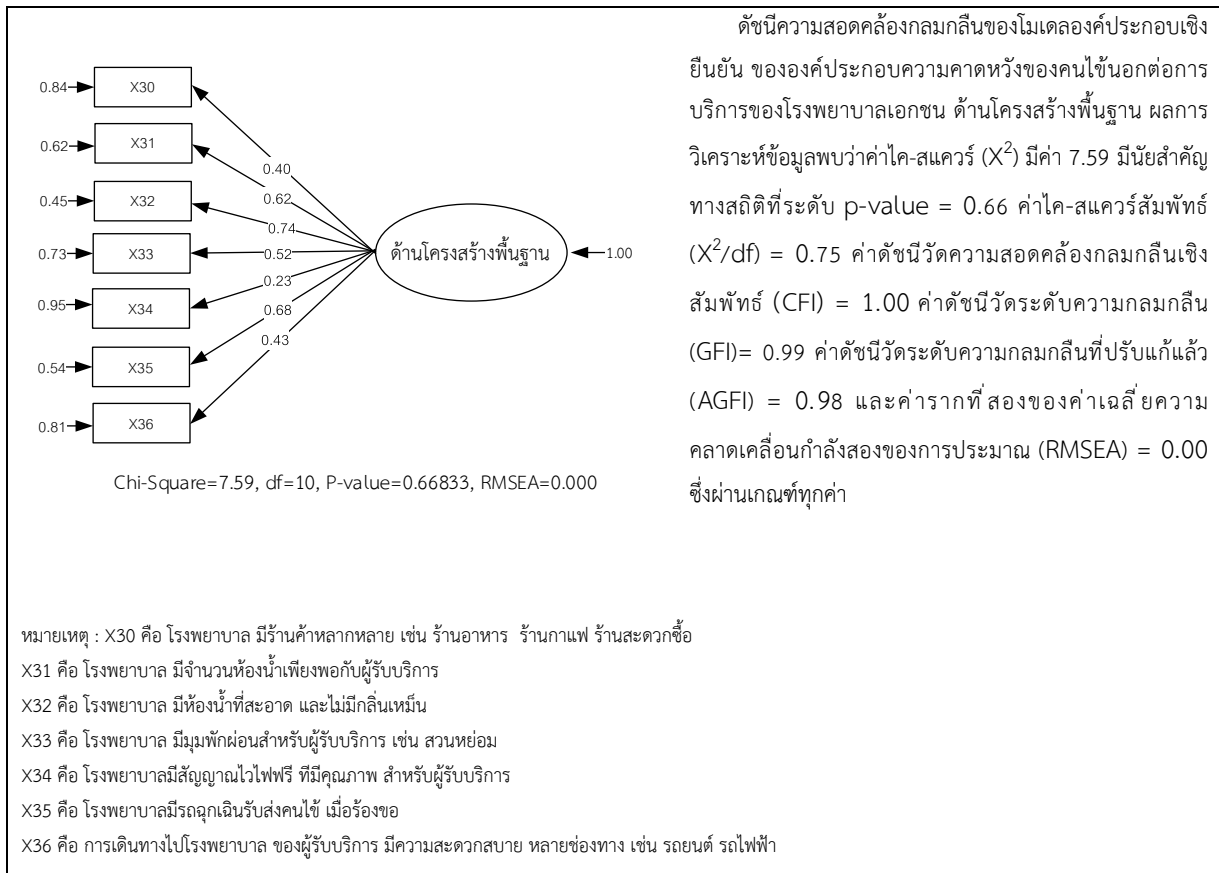 ดัชนีความสอดคล้องกลมกลืนของโมเดลองค์ประกอบเชิง
ยืนยัน ขององค์ประกอบความคาดหวังของคนไข้นอกต่อการ
บริการของโรงพยาบาลเอกชน ด้านโครงสร้างพื้นฐาน ผลการ
วิเคราะห์ข้อมูลพบว่าค่าไค-สแควร์ (X²) มีค่า 7.59 มีนัยสำคัญ
ทางสถิติที่ระดับ p-value = 0.66 ค่าไค-สแควร์สัมพัทธ์
(X²/df) = 0.75 ค่าดัชนีวัดความสอดคล้องกลมกลืนเชิง
สัมพัทธ์ (CFI) = 1.00 ค่าดัชนีวัดระดับความกลมกลืน
(GFI)= 0.99 ค่าดัชนีวัดระดับความกลมกลืนที่ปรับแก้แล้ว
(AGFI) = 0.98 และค่ารากที่สองของค่าเฉลี่ยความ
คลาดเคลื่อนกำลังสองของการประมาณ (RMSEA) = 0.00
ซึ่งผ่านเกณฑ์ทุกค่า
0.84 X30
0.62 X31
0.45 X32
0.73 X33
0.95 X34
0.54 X35
0.81 X36
0.40
0.62
0.74
0.52
0.23
0.68
0.43
ด้านโครงสร้างพื้นฐาน 1.00
Chi-Square=7.59, df=10, P-value=0.66833, RMSEA=0.000
หมายเหตุ : X30 คือ โรงพยาบาล มีร้านค้าหลากหลาย เช่น ร้านอาหาร ร้านกาแฟ ร้านสะดวกซื้อ
X31 คือ โรงพยาบาล มีจำนวนห้องน้ำเพียงพอกับผู้รับบริการ
X32 คือ โรงพยาบาล มีห้องน้ำที่สะอาด และไม่มีกลิ่นเหม็น
X33 คือ โรงพยาบาล มีมุมพักผ่อนสำหรับผู้รับบริการ เช่น สวนหย่อม
X34 คือ โรงพยาบาลมีสัญญาณไวไฟฟรี ทีมีคุณภาพ สำหรับผู้รับบริการ
X35 คือ โรงพยาบาลมีรถฉุกเฉินรับส่งคนไข้ เมื่อร้องขอ
X36 คือ การเดินทางไปโรงพยาบาล ของผู้รับบริการ มีความสะดวกสบาย หลายช่องทาง เช่น รถยนต์ รถไฟฟ้า